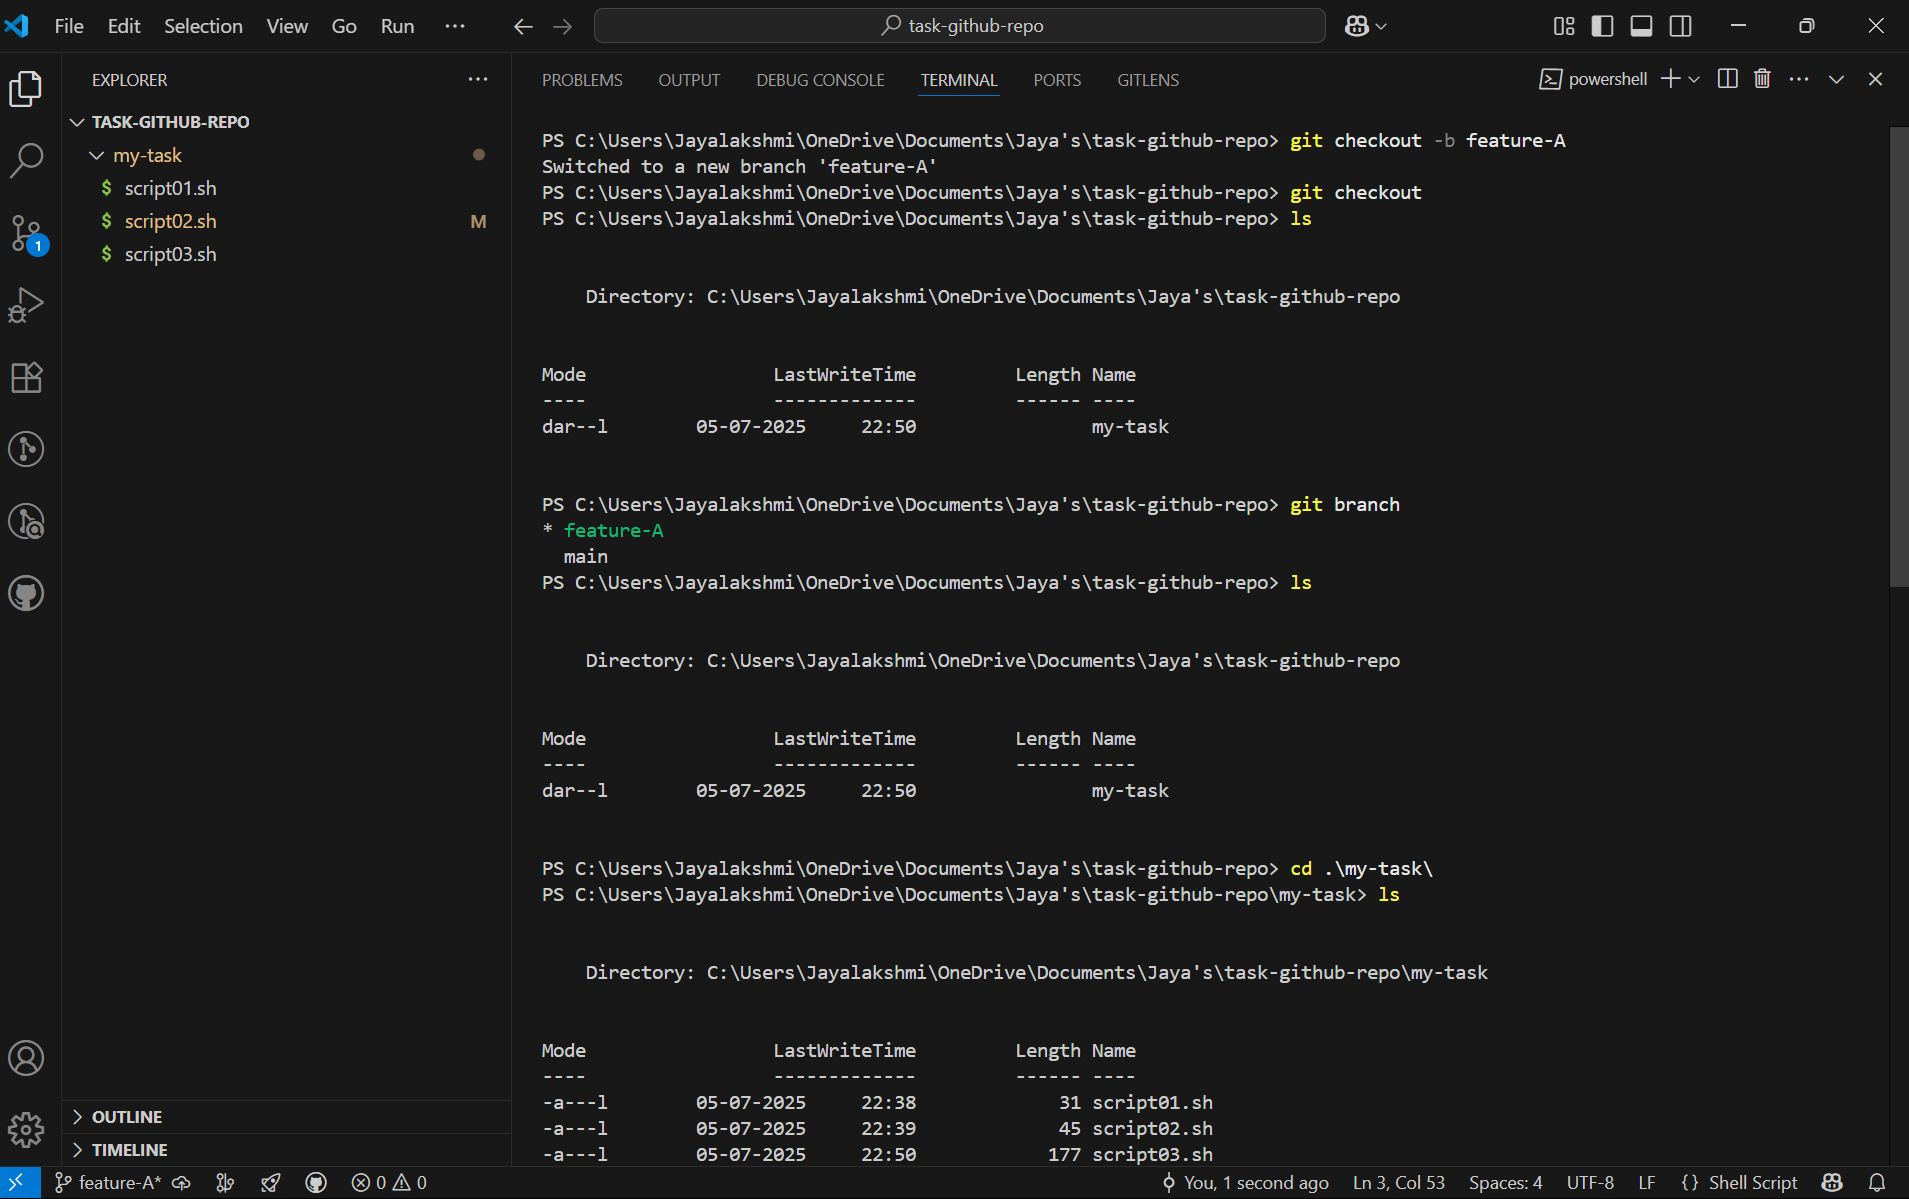 File Edit Selection View Go Run ··· task-github-repo
EXPLORER ···
TASK-GITHUB-REPO
my-task
$ script01.sh
$ script02.sh M
$ script03.sh
1
OUTLINE
TIMELINE
PROBLEMS OUTPUT DEBUG CONSOLE TERMINAL PORTS GITLENS powershell ···
PS C:\Users\Jayalakshmi\OneDrive\Documents\Jaya's\task-github-repo> git checkout -b feature-A
Switched to a new branch 'feature-A'
PS C:\Users\Jayalakshmi\OneDrive\Documents\Jaya's\task-github-repo> git checkout
PS C:\Users\Jayalakshmi\OneDrive\Documents\Jaya's\task-github-repo> ls
Directory: C:\Users\Jayalakshmi\OneDrive\Documents\Jaya's\task-github-repo
Mode LastWriteTime Length Name
---- ------------- ------ ----
dar--l 05-07-2025 22:50 my-task
PS C:\Users\Jayalakshmi\OneDrive\Documents\Jaya's\task-github-repo> git branch
* feature-A
main
PS C:\Users\Jayalakshmi\OneDrive\Documents\Jaya's\task-github-repo> ls
Directory: C:\Users\Jayalakshmi\OneDrive\Documents\Jaya's\task-github-repo
Mode LastWriteTime Length Name
---- ------------- ------ ----
dar--l 05-07-2025 22:50 my-task
PS C:\Users\Jayalakshmi\OneDrive\Documents\Jaya's\task-github-repo> cd .\my-task\
PS C:\Users\Jayalakshmi\OneDrive\Documents\Jaya's\task-github-repo\my-task> ls
Directory: C:\Users\Jayalakshmi\OneDrive\Documents\Jaya's\task-github-repo\my-task
Mode LastWriteTime Length Name
---- ------------- ------ ----
-a---l 05-07-2025 22:38 31 script01.sh
-a---l 05-07-2025 22:39 45 script02.sh
-a---l 05-07-2025 22:50 177 script03.sh
feature-A* 0 0 You, 1 second ago Ln 3, Col 53 Spaces: 4 UTF-8 LF {} Shell Script